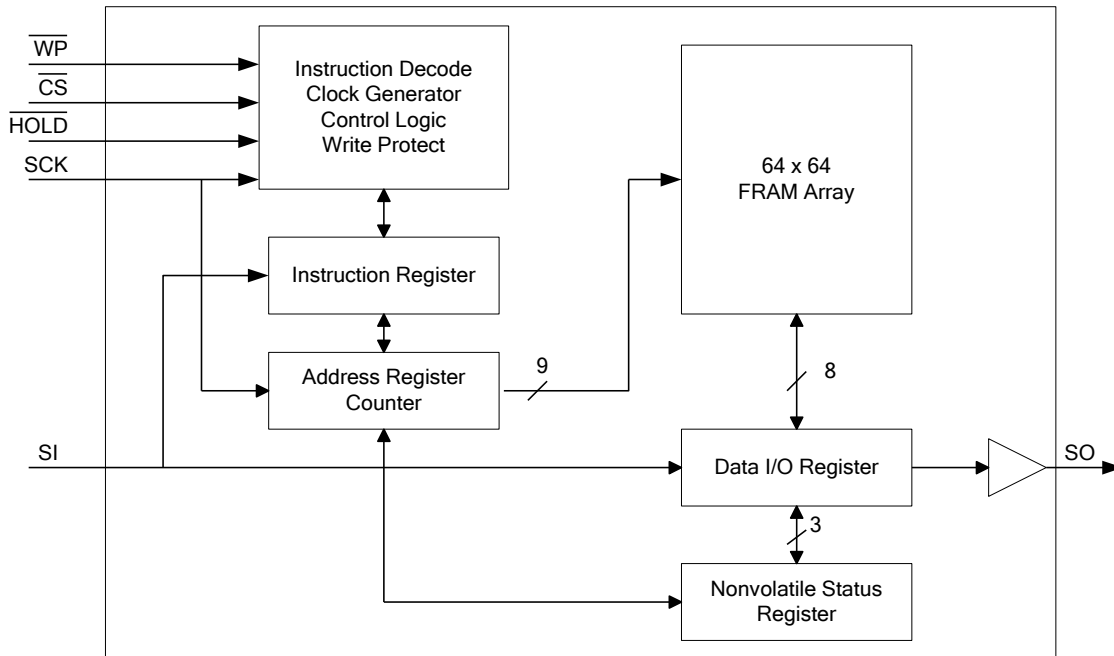 WP
CS
HOLD
SCK
Instruction Decode
Clock Generator
Control Logic
Write Protect
64 x 64
FRAM Array
Instruction Register
Address Register
Counter
9
8
SI
Data I/O Register
SO
3
Nonvolatile Status
Register